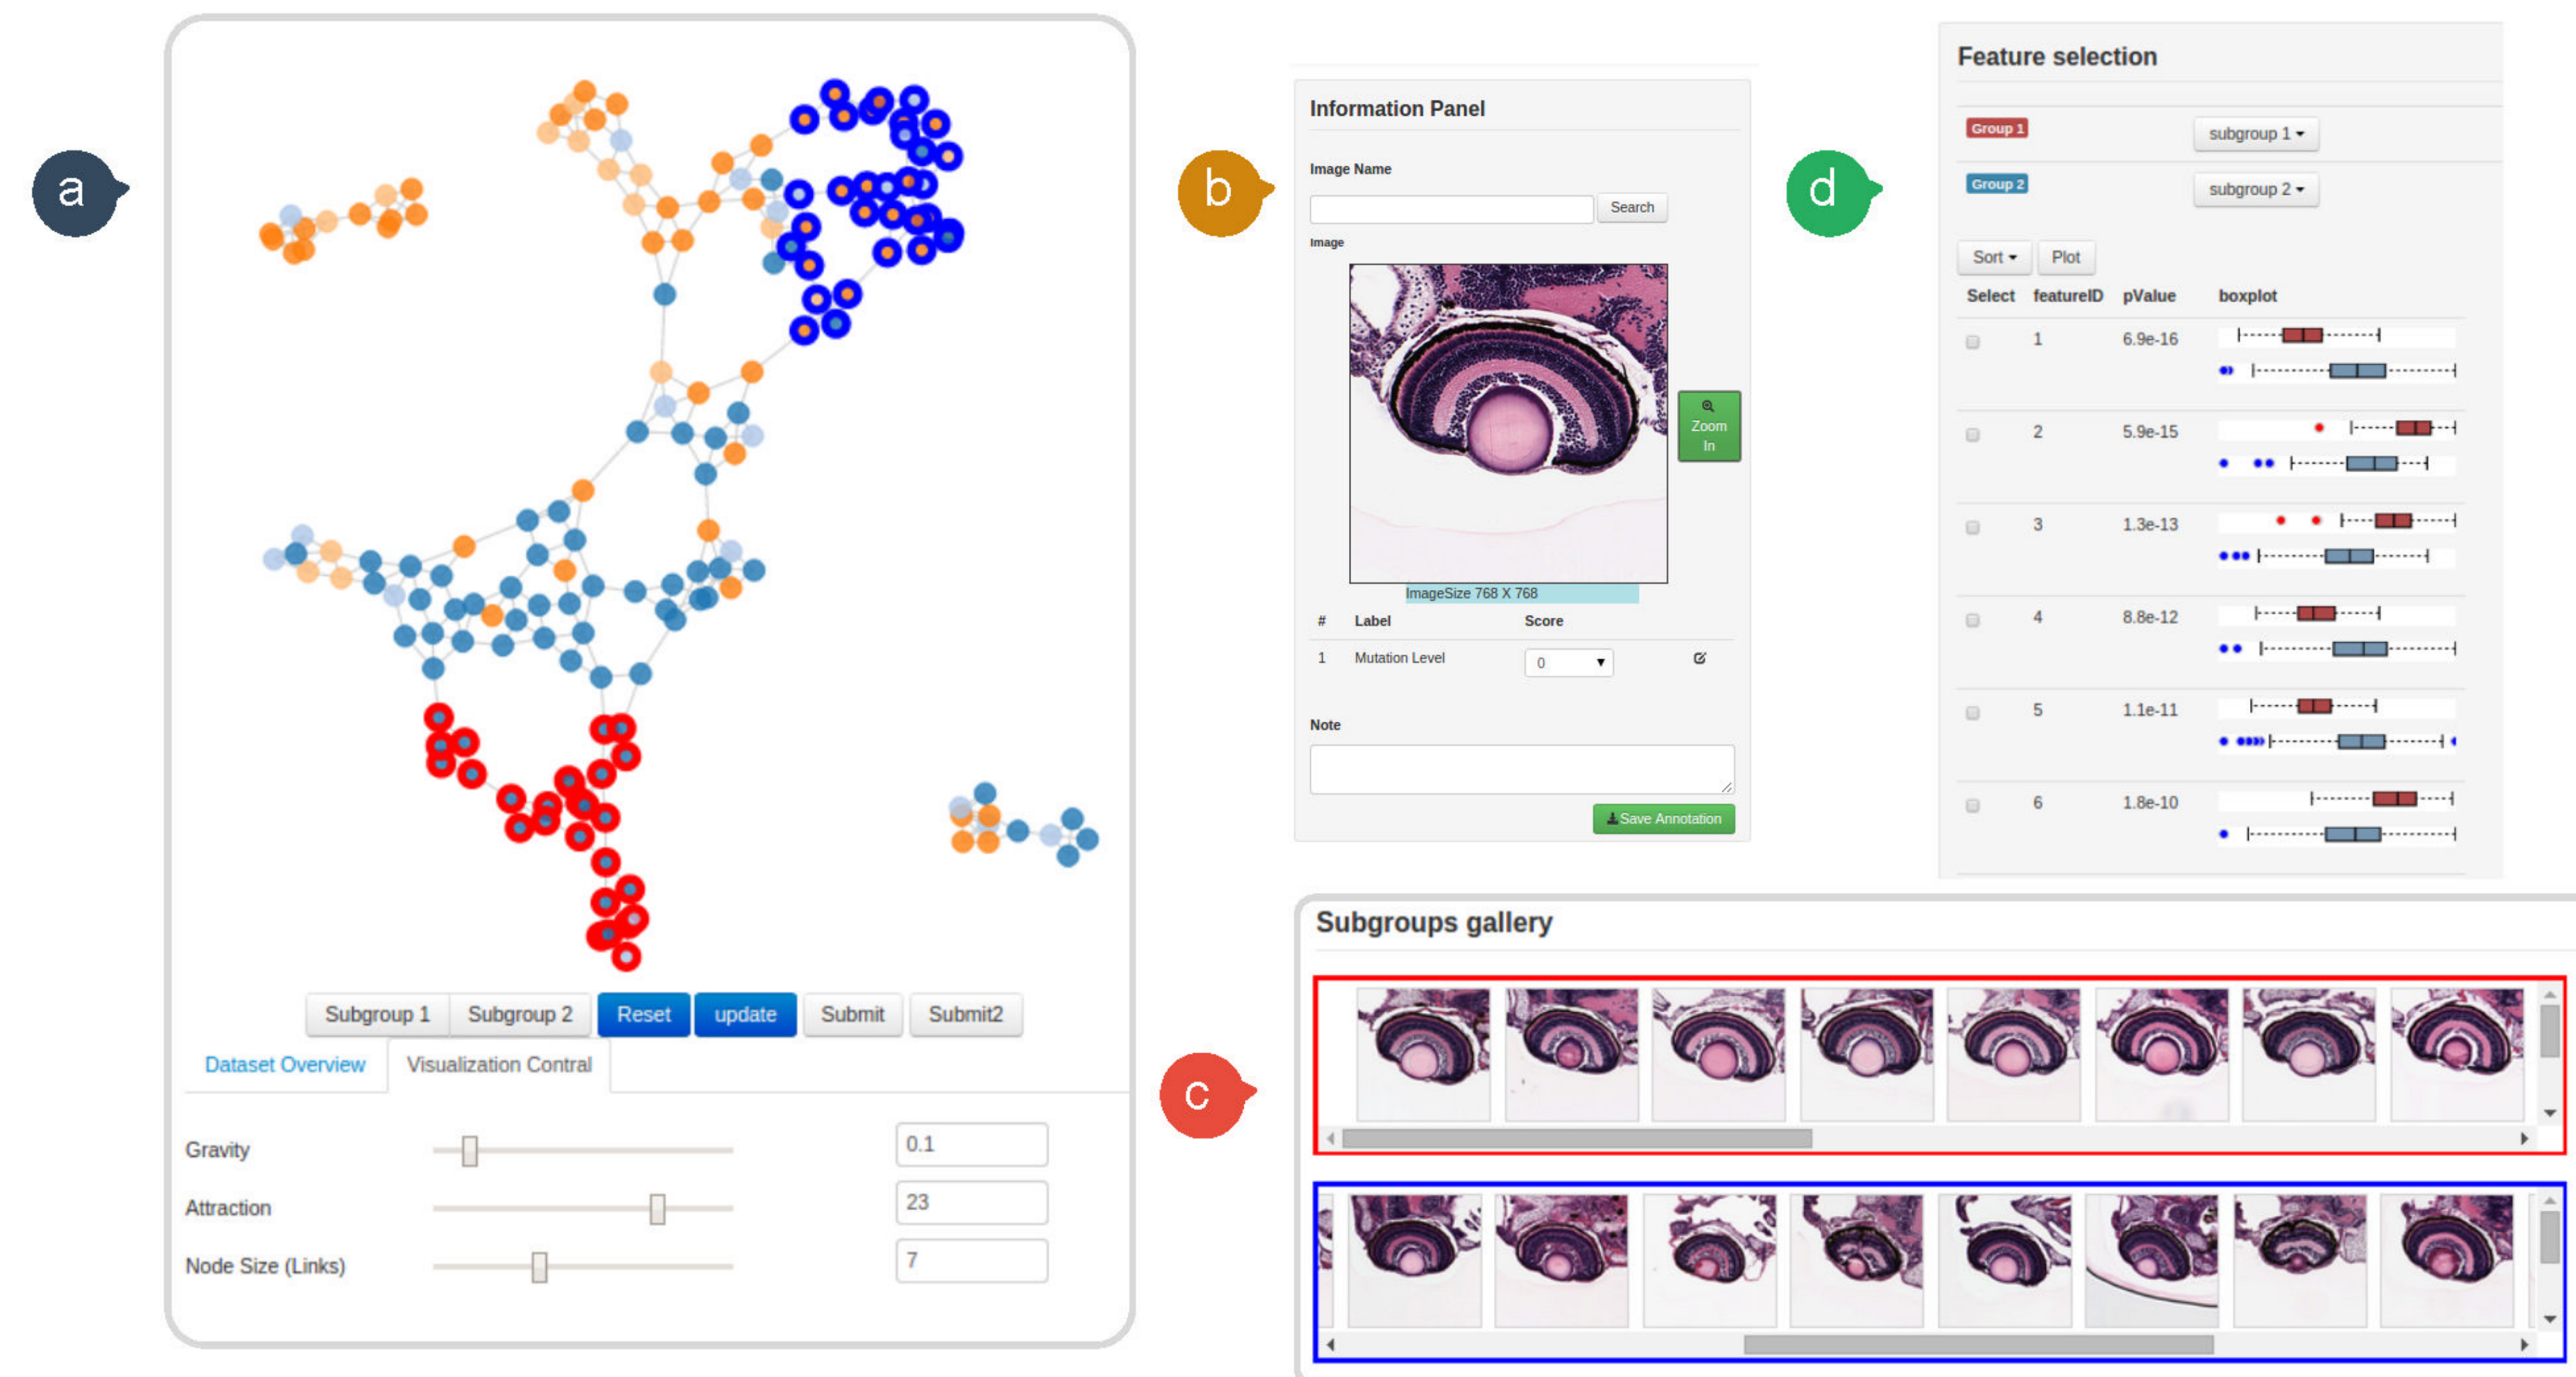 a
Subgroup 1 Subgroup 2 Reset update Submit Submit2
Dataset Overview Visualization Contral
Gravity 0.1
Attraction 23
Node Size (Links) 7
b
Information Panel
Image Name
Search
Image
Zoom
In
ImageSize 768 X 768
# Label Score
1 Mutation Level 0
Note
Save Annotation
d
Feature selection
Group 1 subgroup 1
Group 2 subgroup 2
Sort Plot
Select featureID pValue boxplot
1 6.9e-16
2 5.9e-15
3 1.3e-13
4 8.8e-12
5 1.1e-11
6 1.8e-10
c
Subgroups gallery